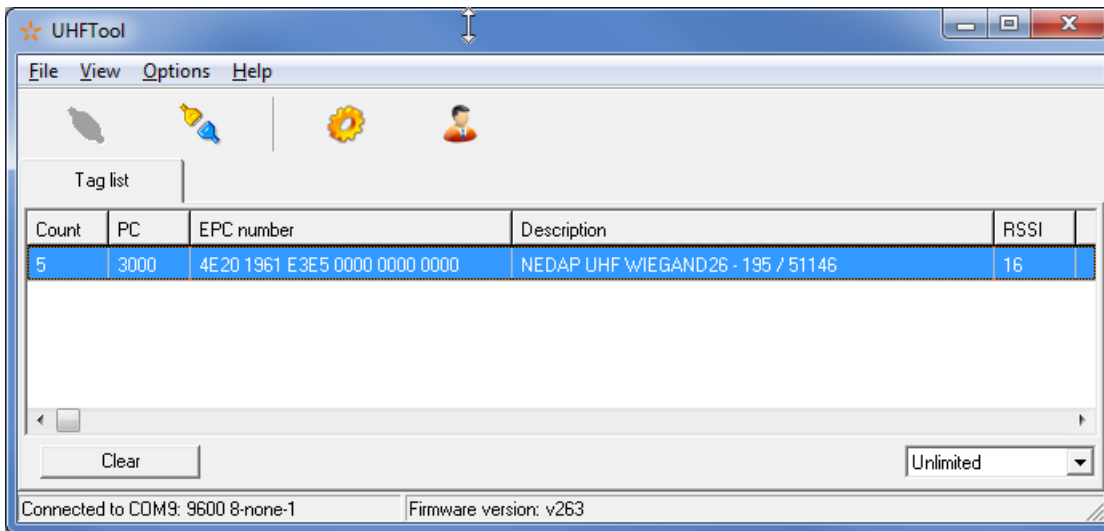 UHFTool
File View Options Help
Tag list
Count PC EPC number Description RSSI
5 3000 4E20 1961 E3E5 0000 0000 0000 NEDAP UHF WIEGAND26 - 195 / 51146 16
Clear Unlimited
Connected to COM9: 9600 8-none-1 Firmware version: v263